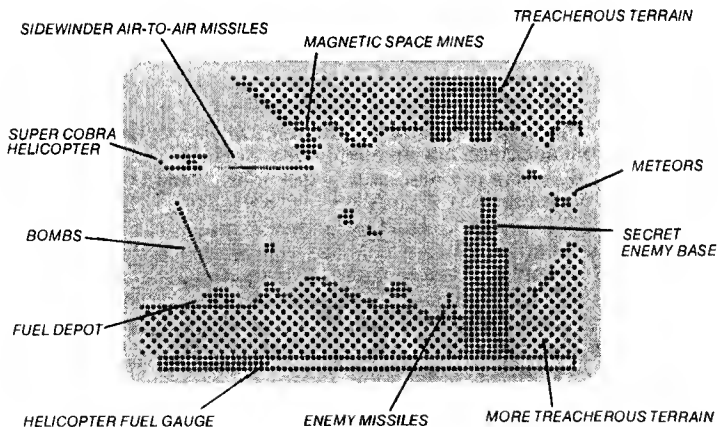 SIDEWINDER AIR-TO-AIR MISSILES
TREACHEROUS TERRAIN
MAGNETIC SPACE MINES
SUPER COBRA
HELICOPTER
METEORS
BOMBS
SECRET
ENEMY BASE
FUEL DEPOT
HELICOPTER FUEL GAUGE
ENEMY MISSILES
MORE TREACHEROUS TERRAIN